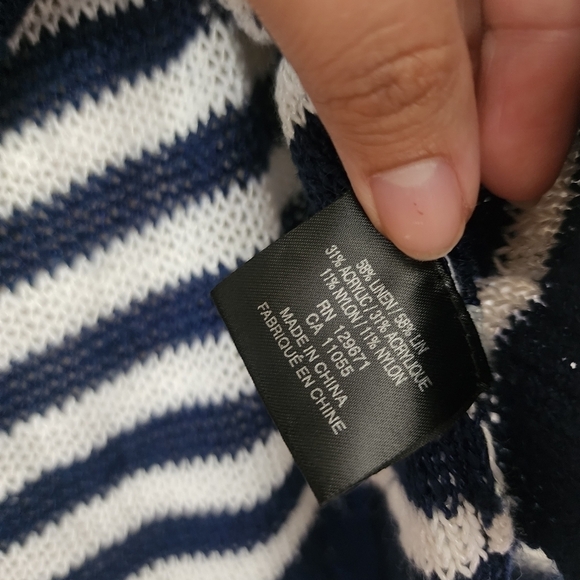 58% LINEN / 58% LIN
31% ACRYLIC / 31% ACRYLIQUE
11% NYLON / 11% NYLON
RN 129671
CA 11055
MADE IN CHINA
FABRIQUÉ EN CHINE